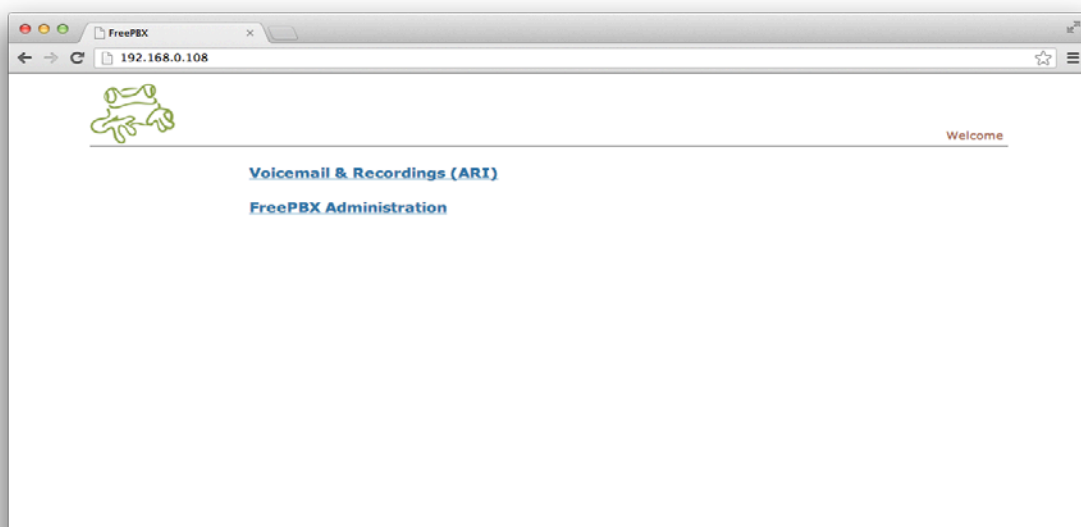 FreePBX
192.168.0.108
Welcome
Voicemail & Recordings (ARI)
FreePBX Administration